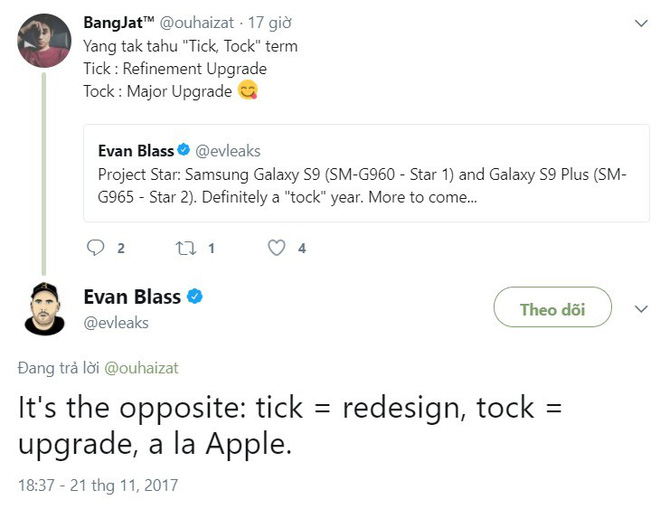 BangJat™ @ouhaizat · 17 giờ
Yang tak tahu "Tick, Tock" term
Tick : Refinement Upgrade
Tock : Major Upgrade 😋
Evan Blass @evleaks
Project Star: Samsung Galaxy S9 (SM-G960 - Star 1) and Galaxy S9 Plus (SM-
G965 - Star 2). Definitely a "tock" year. More to come...
2 1 4
Evan Blass
@evleaks
Theo dõi
Đang trả lời @ouhaizat
It's the opposite: tick = redesign, tock =
upgrade, a la Apple.
18:37 - 21 thg 11, 2017